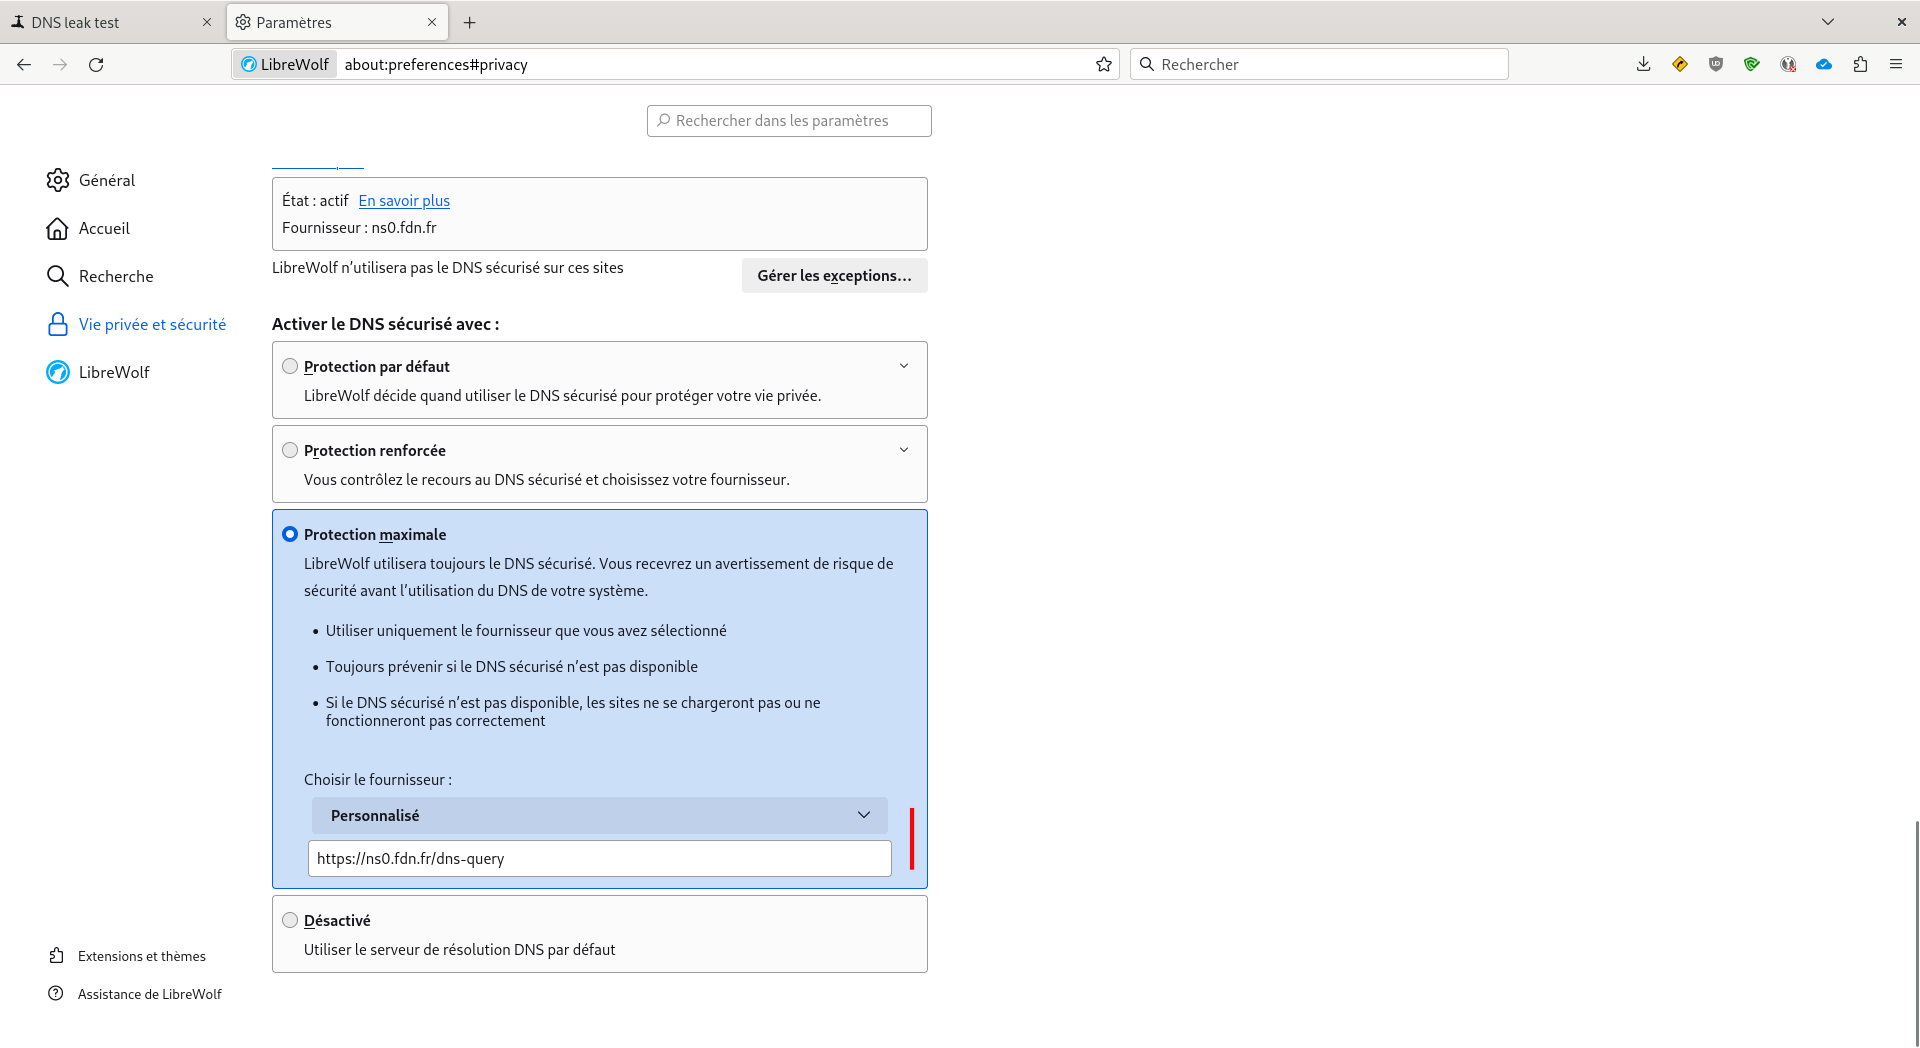 DNS leak test
Paramètres
LibreWolf
about:preferences#privacy
Rechercher
Rechercher dans les paramètres
Général
Accueil
Recherche
Vie privée et sécurité
LibreWolf
État : actif En savoir plus
Fournisseur : ns0.fdn.fr
LibreWolf n’utilisera pas le DNS sécurisé sur ces sites
Gérer les exceptions…
Activer le DNS sécurisé avec :
Protection par défaut
LibreWolf décide quand utiliser le DNS sécurisé pour protéger votre vie privée.
Protection renforcée
Vous contrôlez le recours au DNS sécurisé et choisissez votre fournisseur.
Protection maximale
LibreWolf utilisera toujours le DNS sécurisé. Vous recevrez un avertissement de risque de
sécurité avant l’utilisation du DNS de votre système.
• Utiliser uniquement le fournisseur que vous avez sélectionné
• Toujours prévenir si le DNS sécurisé n’est pas disponible
• Si le DNS sécurisé n’est pas disponible, les sites ne se chargeront pas ou ne
fonctionneront pas correctement
Choisir le fournisseur :
Personnalisé
https://ns0.fdn.fr/dns-query
Désactivé
Utiliser le serveur de résolution DNS par défaut
Extensions et thèmes
Assistance de LibreWolf